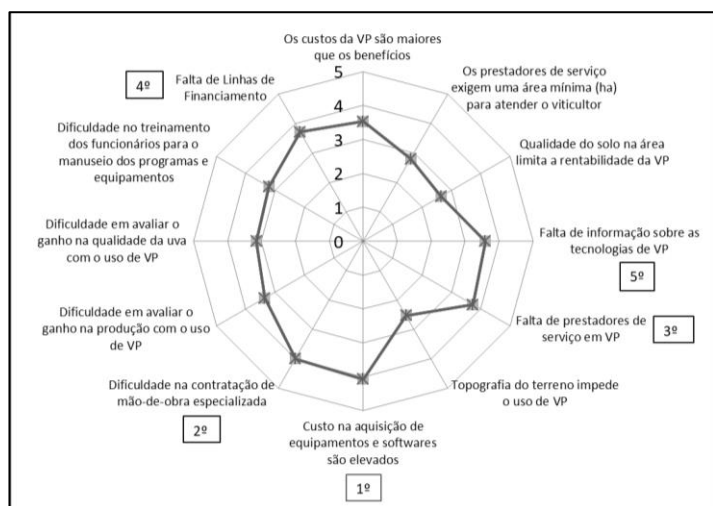 Os custos da VP são maiores
que os benefícios
Os prestadores de serviço
exigem uma área mínima (ha)
para atender o viticultor
Qualidade do solo na área
limita a rentabilidade da VP
Falta de informação sobre as
tecnologias de VP
5º
Falta de prestadores de
serviço em VP
3º
Topografia do terreno impede
o uso de VP
Custo na aquisição de
equipamentos e softwares
são elevados
1º
Dificuldade na contratação de
mão-de-obra especializada
2º
Dificuldade em avaliar o
ganho na produção com o uso
de VP
Dificuldade em avaliar o
ganho na qualidade da uva
com o uso de VP
Dificuldade no treinamento
dos funcionários para o
manuseio dos programas e
equipamentos
4º
Falta de Linhas de
Financiamento
5
4
3
2
1
0